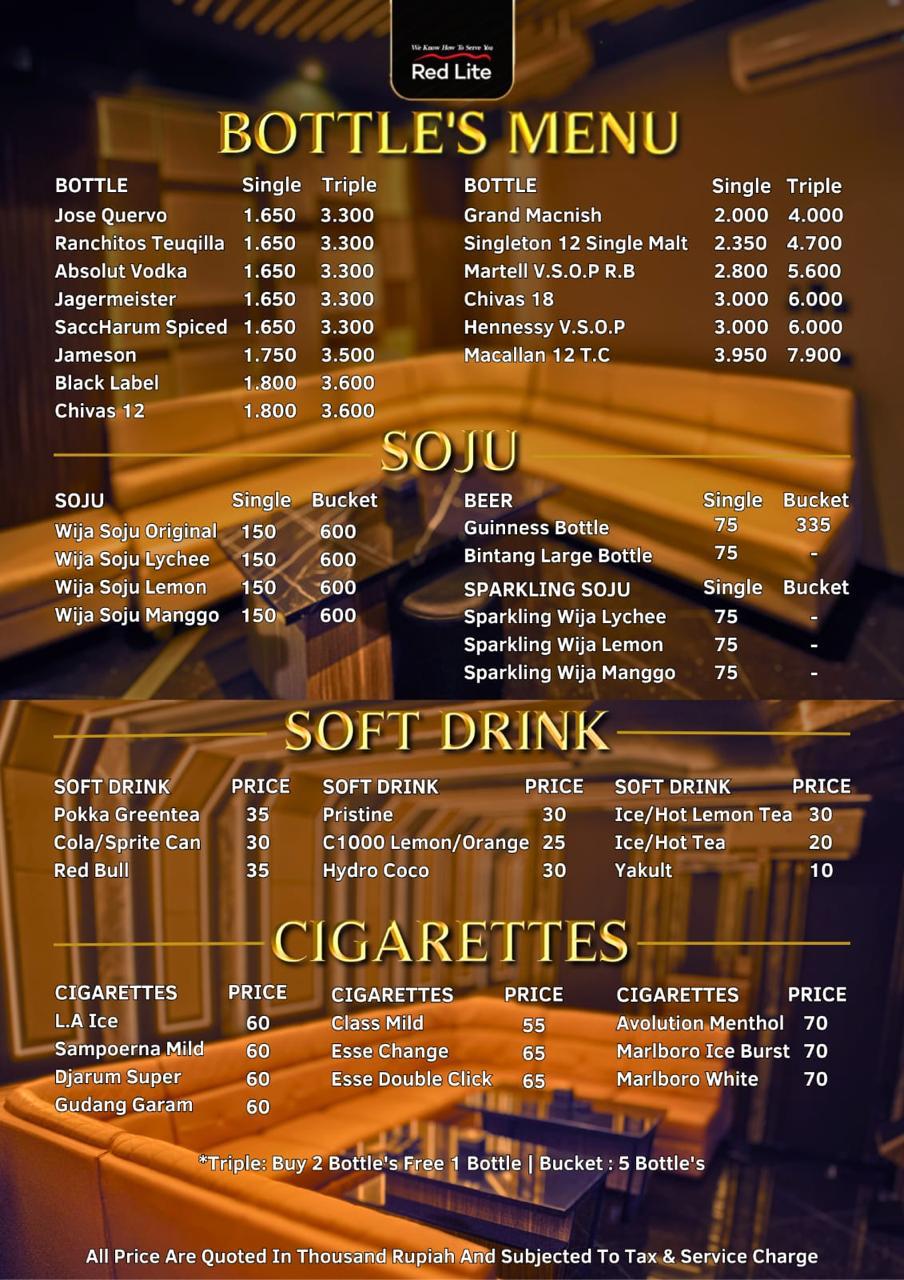 We Know How To Serve You
Red Lite
BOTTLE'S MENU
BOTTLE Single Triple
Jose Quervo 1.650 3.300
Ranchitos Teuqilla 1.650 3.300
Absolut Vodka 1.650 3.300
Jagermeister 1.650 3.300
SaccHarum Spiced 1.650 3.300
Jameson 1.750 3.500
Black Label 1.800 3.600
Chivas 12 1.800 3.600
BOTTLE Single Triple
Grand Macnish 2.000 4.000
Singleton 12 Single Malt 2.350 4.700
Martell V.S.O.P R.B 2.800 5.600
Chivas 18 3.000 6.000
Hennessy V.S.O.P 3.000 6.000
Macallan 12 T.C 3.950 7.900
SOJU
SOJU Single Bucket
Wija Soju Original 150 600
Wija Soju Lychee 150 600
Wija Soju Lemon 150 600
Wija Soju Manggo 150 600
BEER Single Bucket
Guinness Bottle 75 335
Bintang Large Bottle 75 -
SPARKLING SOJU Single Bucket
Sparkling Wija Lychee 75 -
Sparkling Wija Lemon 75 -
Sparkling Wija Manggo 75 -
SOFT DRINK
SOFT DRINK PRICE
Pokka Greentea 35
Cola/Sprite Can 30
Red Bull 35
SOFT DRINK PRICE
Pristine 30
C1000 Lemon/Orange 25
Hydro Coco 30
SOFT DRINK PRICE
Ice/Hot Lemon Tea 30
Ice/Hot Tea 20
Yakult 10
CIGARETTES
CIGARETTES PRICE
L.A Ice 60
Sampoerna Mild 60
Djarum Super 60
Gudang Garam 60
CIGARETTES PRICE
Class Mild 55
Esse Change 65
Esse Double Click 65
CIGARETTES PRICE
Avolution Menthol 70
Marlboro Ice Burst 70
Marlboro White 70
*Triple: Buy 2 Bottle's Free 1 Bottle | Bucket : 5 Bottle's
All Price Are Quoted In Thousand Rupiah And Subjected To Tax & Service Charge